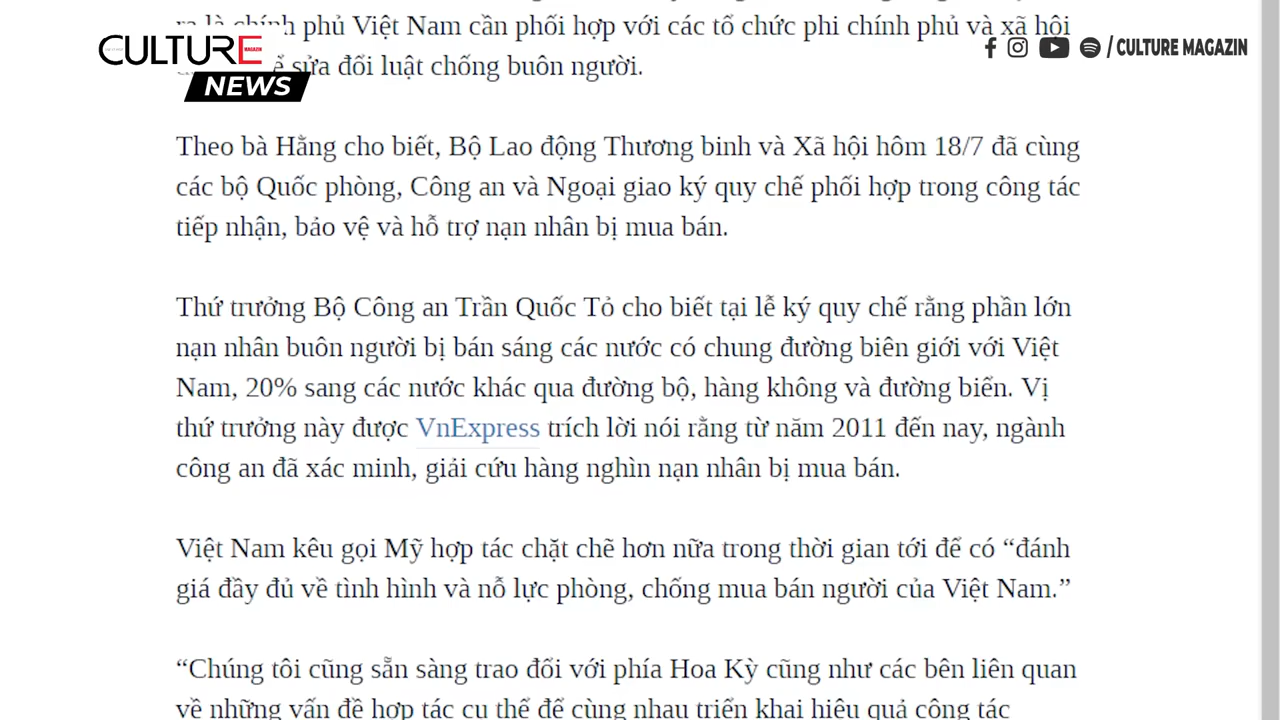 phủ Việt Nam cần phối hợp với các tổ chức phi chính phủ và xã hội
CULTURE
MAGAZIN
/ CULTURE MAGAZIN
sửa đổi luật chống buôn người.
NEWS
Theo bà Hằng cho biết, Bộ Lao động Thương binh và Xã hội hôm 18/7 đã cùng
các bộ Quốc phòng, Công an và Ngoại giao ký quy chế phối hợp trong công tác
tiếp nhận, bảo vệ và hỗ trợ nạn nhân bị mua bán.
Thứ trưởng Bộ Công an Trần Quốc Tỏ cho biết tại lễ ký quy chế rằng phần lớn
nạn nhân buôn người bị bán sáng các nước có chung đường biên giới với Việt
Nam, 20% sang các nước khác qua đường bộ, hàng không và đường biển. Vị
thứ trưởng này được VnExpress trích lời nói rằng từ năm 2011 đến nay, ngành
công an đã xác minh, giải cứu hàng nghìn nạn nhân bị mua bán.
Việt Nam kêu gọi Mỹ hợp tác chặt chẽ hơn nữa trong thời gian tới để có “đánh
giá đầy đủ về tình hình và nỗ lực phòng, chống mua bán người của Việt Nam.”
“Chúng tôi cũng sẵn sàng trao đổi với phía Hoa Kỳ cũng như các bên liên quan
về những vấn đề hợp tác cụ thể để cùng nhau triển khai hiệu quả công tác